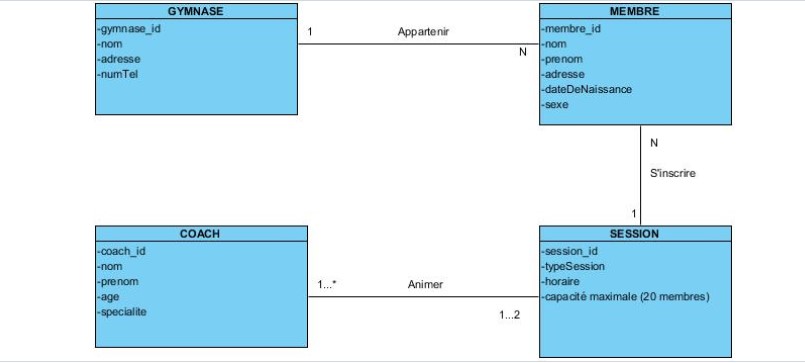 GYMNASE
-gymnase_id
-nom
-adresse
-numTel
1
Appartenir
N
MEMBRE
-membre_id
-nom
-prenom
-adresse
-dateDeNaissance
-sexe
N
S'inscrire
1
COACH
-coach_id
-nom
-prenom
-age
-specialite
1...*
Animer
1...2
SESSION
-session_id
-typeSession
-horaire
-capacité maximale (20 membres)